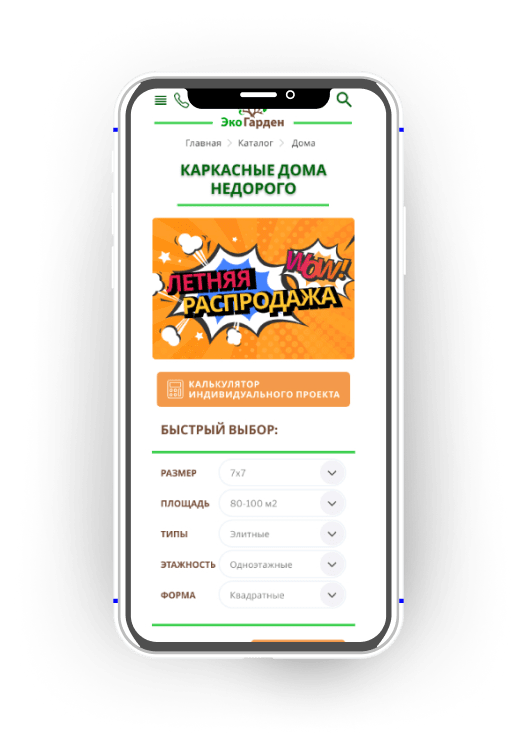 ЭкоГарден
Главная > Каталог > Дома
КАРКАСНЫЕ ДОМА
НЕДОРОГО
ЛЕТНЯЯ
WOW!
РАСПРОДАЖА
КАЛЬКУЛЯТОР
ИНДИВИДУАЛЬНОГО ПРОЕКТА
БЫСТРЫЙ ВЫБОР:
РАЗМЕР 7x7
ПЛОЩАДЬ 80-100 м2
ТИПЫ Элитные
ЭТАЖНОСТЬ Одноэтажные
ФОРМА Квадратные